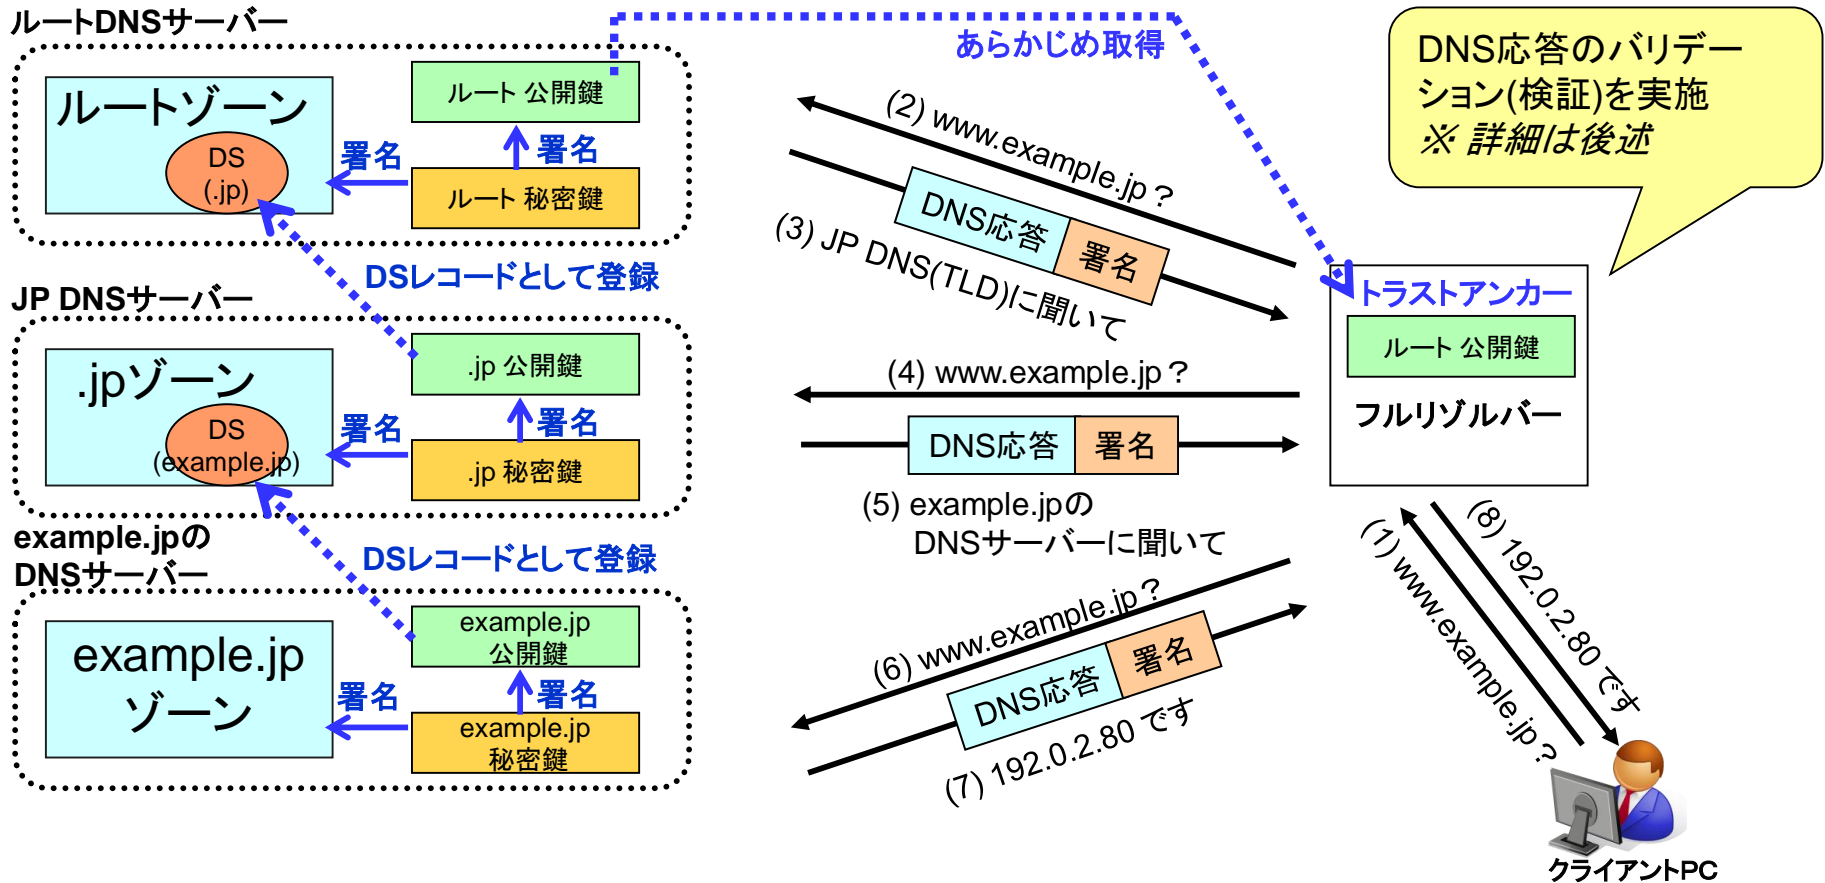 ルートDNSサーバー
ルートゾーン
DS
(.jp)
署名
ルート 公開鍵
署名
ルート 秘密鍵
DSレコードとして登録
JP DNSサーバー
.jpゾーン
DS
(example.jp)
署名
.jp 公開鍵
署名
.jp 秘密鍵
DSレコードとして登録
example.jpの
DNSサーバー
example.jp
ゾーン
署名
example.jp
公開鍵
署名
example.jp
秘密鍵
あらかじめ取得
(2) www.example.jp？
DNS応答 署名
(3) JP DNS(TLD)に聞いて
(4) www.example.jp？
DNS応答 署名
(5) example.jpの
DNSサーバーに聞いて
(6) www.example.jp？
DNS応答 署名
(7) 192.0.2.80 です
DNS応答のバリデー
ション(検証)を実施
※ 詳細は後述
トラストアンカー
ルート 公開鍵
フルリゾルバー
(8) 192.0.2.80 です
(1) www.example.jp？
クライアントPC